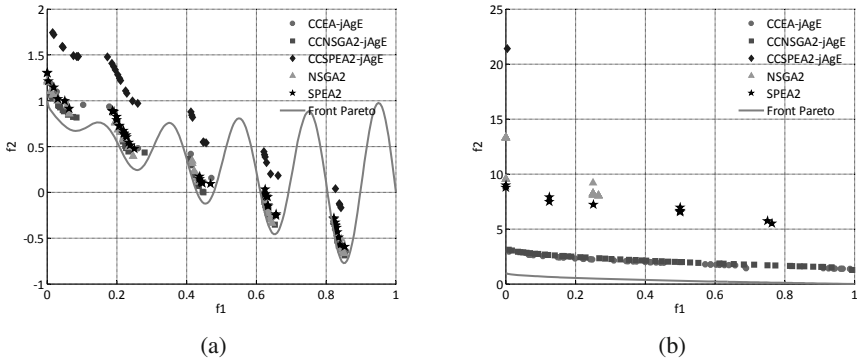 2
1.5
1
0.5
0
-0.5
-1
f2
0
0.2
0.4
0.6
0.8
1
f1
CCEA-jAgE
CCNSGA2-jAgE
CCSPEA2-jAgE
NSGA2
SPEA2
Front Pareto
(a)
25
20
15
10
5
0
f2
0
0.2
0.4
0.6
0.8
1
f1
CCEA-jAgE
CCNSGA2-jAgE
CCSPEA2-jAgE
NSGA2
SPEA2
Front Pareto
(b)